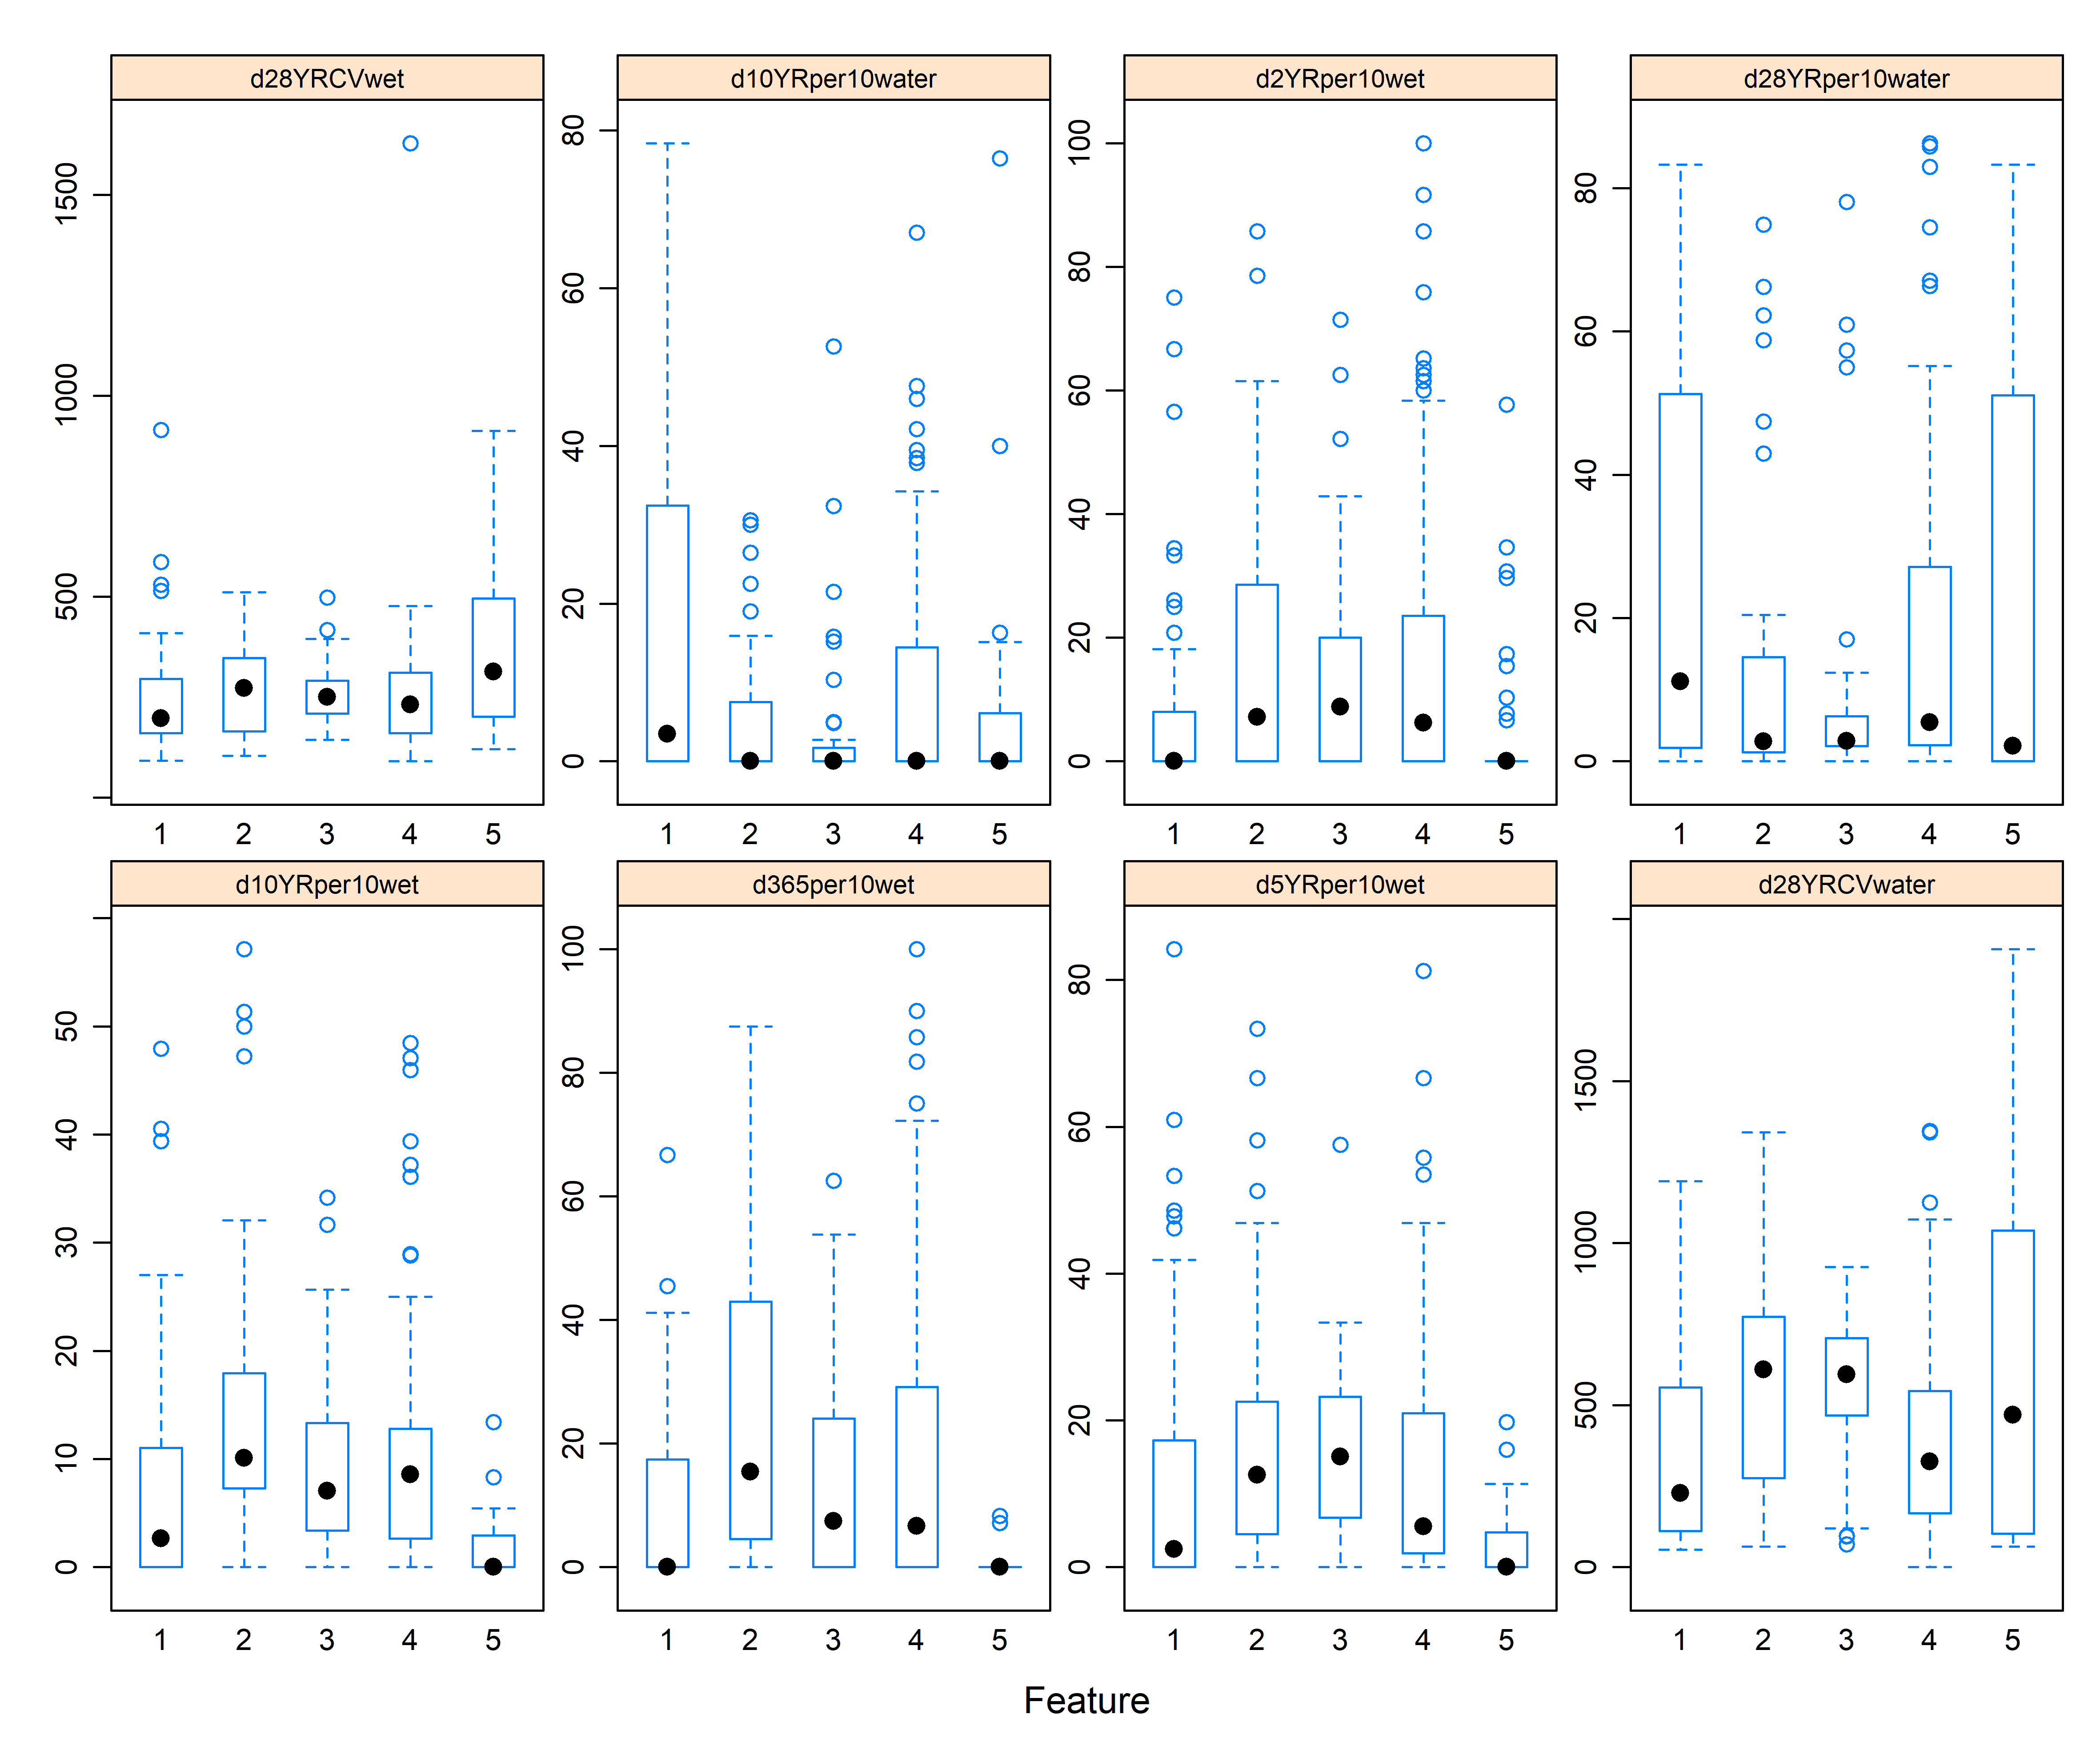 d28YRCVwet d10YRper10water d2YRper10wet d28YRper10water
500 1000 1500
0 20 40 60 80
0 20 40 60 80 100
0 20 40 60 80
1 2 3 4 5 1 2 3 4 5 1 2 3 4 5 1 2 3 4 5
d10YRper10wet d365per10wet d5YRper10wet d28YRCVwater
0 10 20 30 40 50
0 20 40 60 80 100
0 20 40 60 80
0 500 1000 1500
1 2 3 4 5 1 2 3 4 5 1 2 3 4 5 1 2 3 4 5
Feature